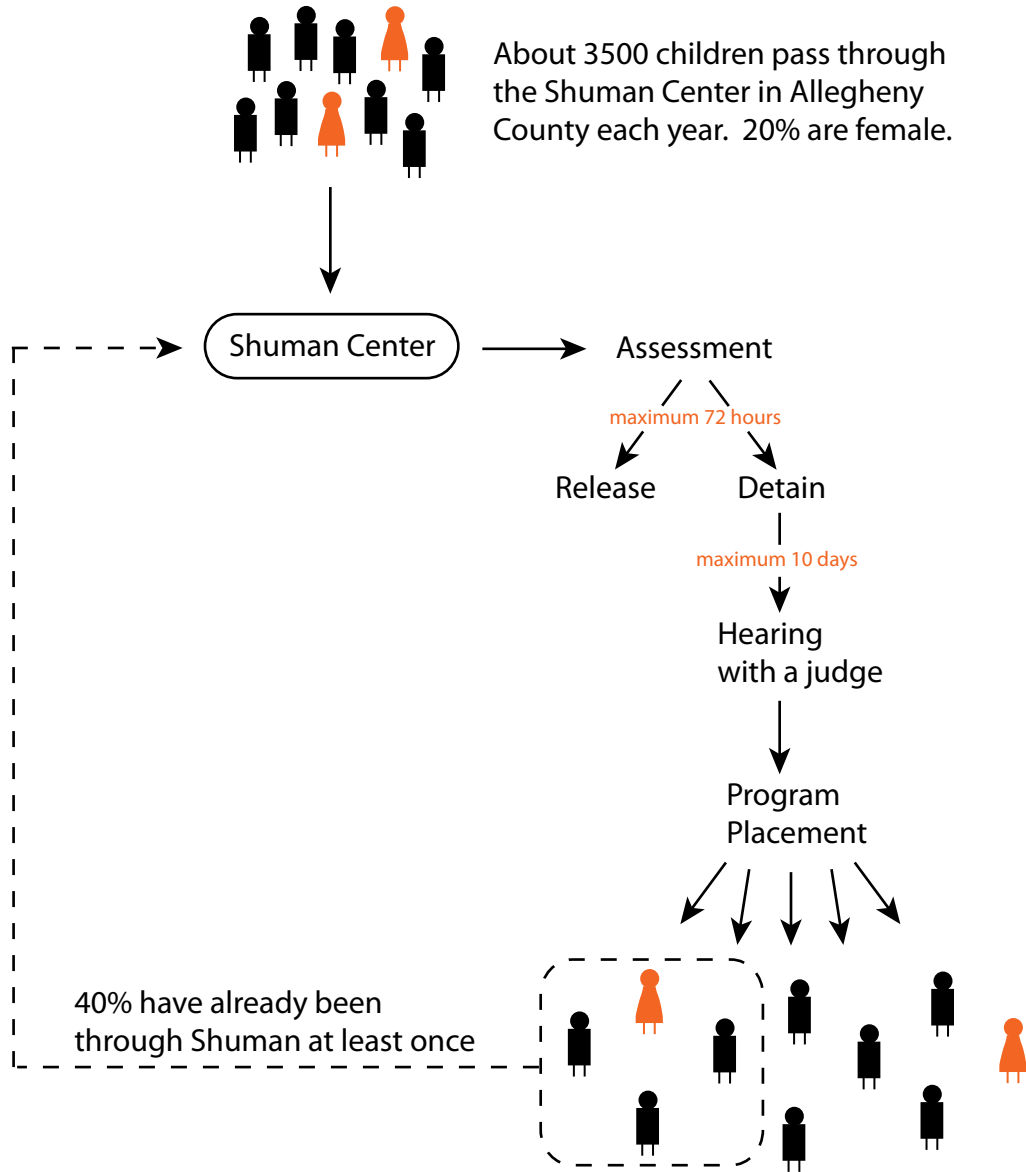 About 3500 children pass through
the Shuman Center in Allegheny
County each year.  20% are female.
Shuman Center
Assessment
maximum 72 hours
Release
Detain
maximum 10 days
Hearing
with a judge
Program
Placement
40% have already been
through Shuman at least once